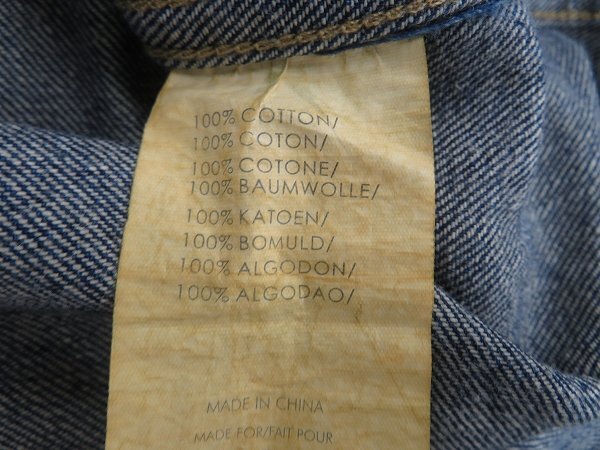 100% COTTON/
100% COTON/
100% COTONE/
100% BAUMWOLLE/
100% KATOEN/
100% BOMULD/
100% ALGODON/
100% ALGODAO/
MADE IN CHINA
MADE FOR/FAIT POUR